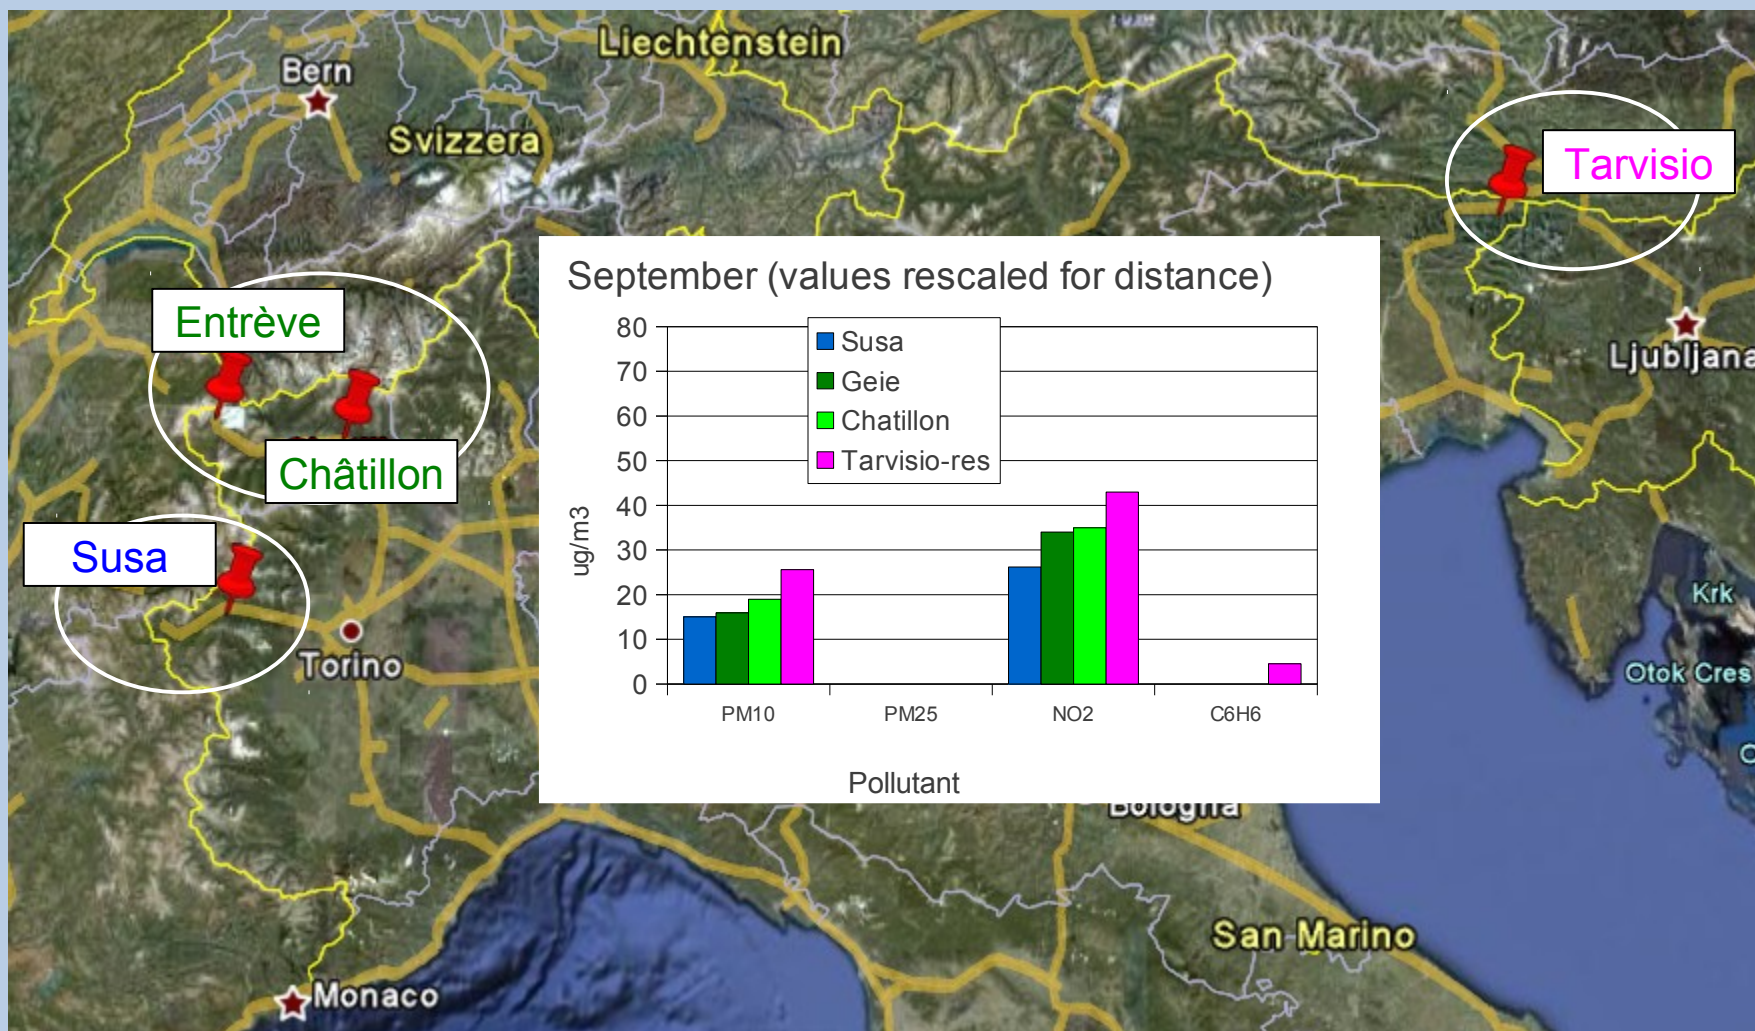 Liechtenstein
Bern
Svizzera
Tarvisio
Entrève
Châtillon
Susa
Torino
Monaco
Ljubljana
Krk
Otok Cres
Bologna
San Marino
September (values rescaled for distance)
80
70
60
50
40
30
20
10
0
ug/m3
Susa
Geie
Chatillon
Tarvisio-res
PM10 PM25 NO2 C6H6
Pollutant